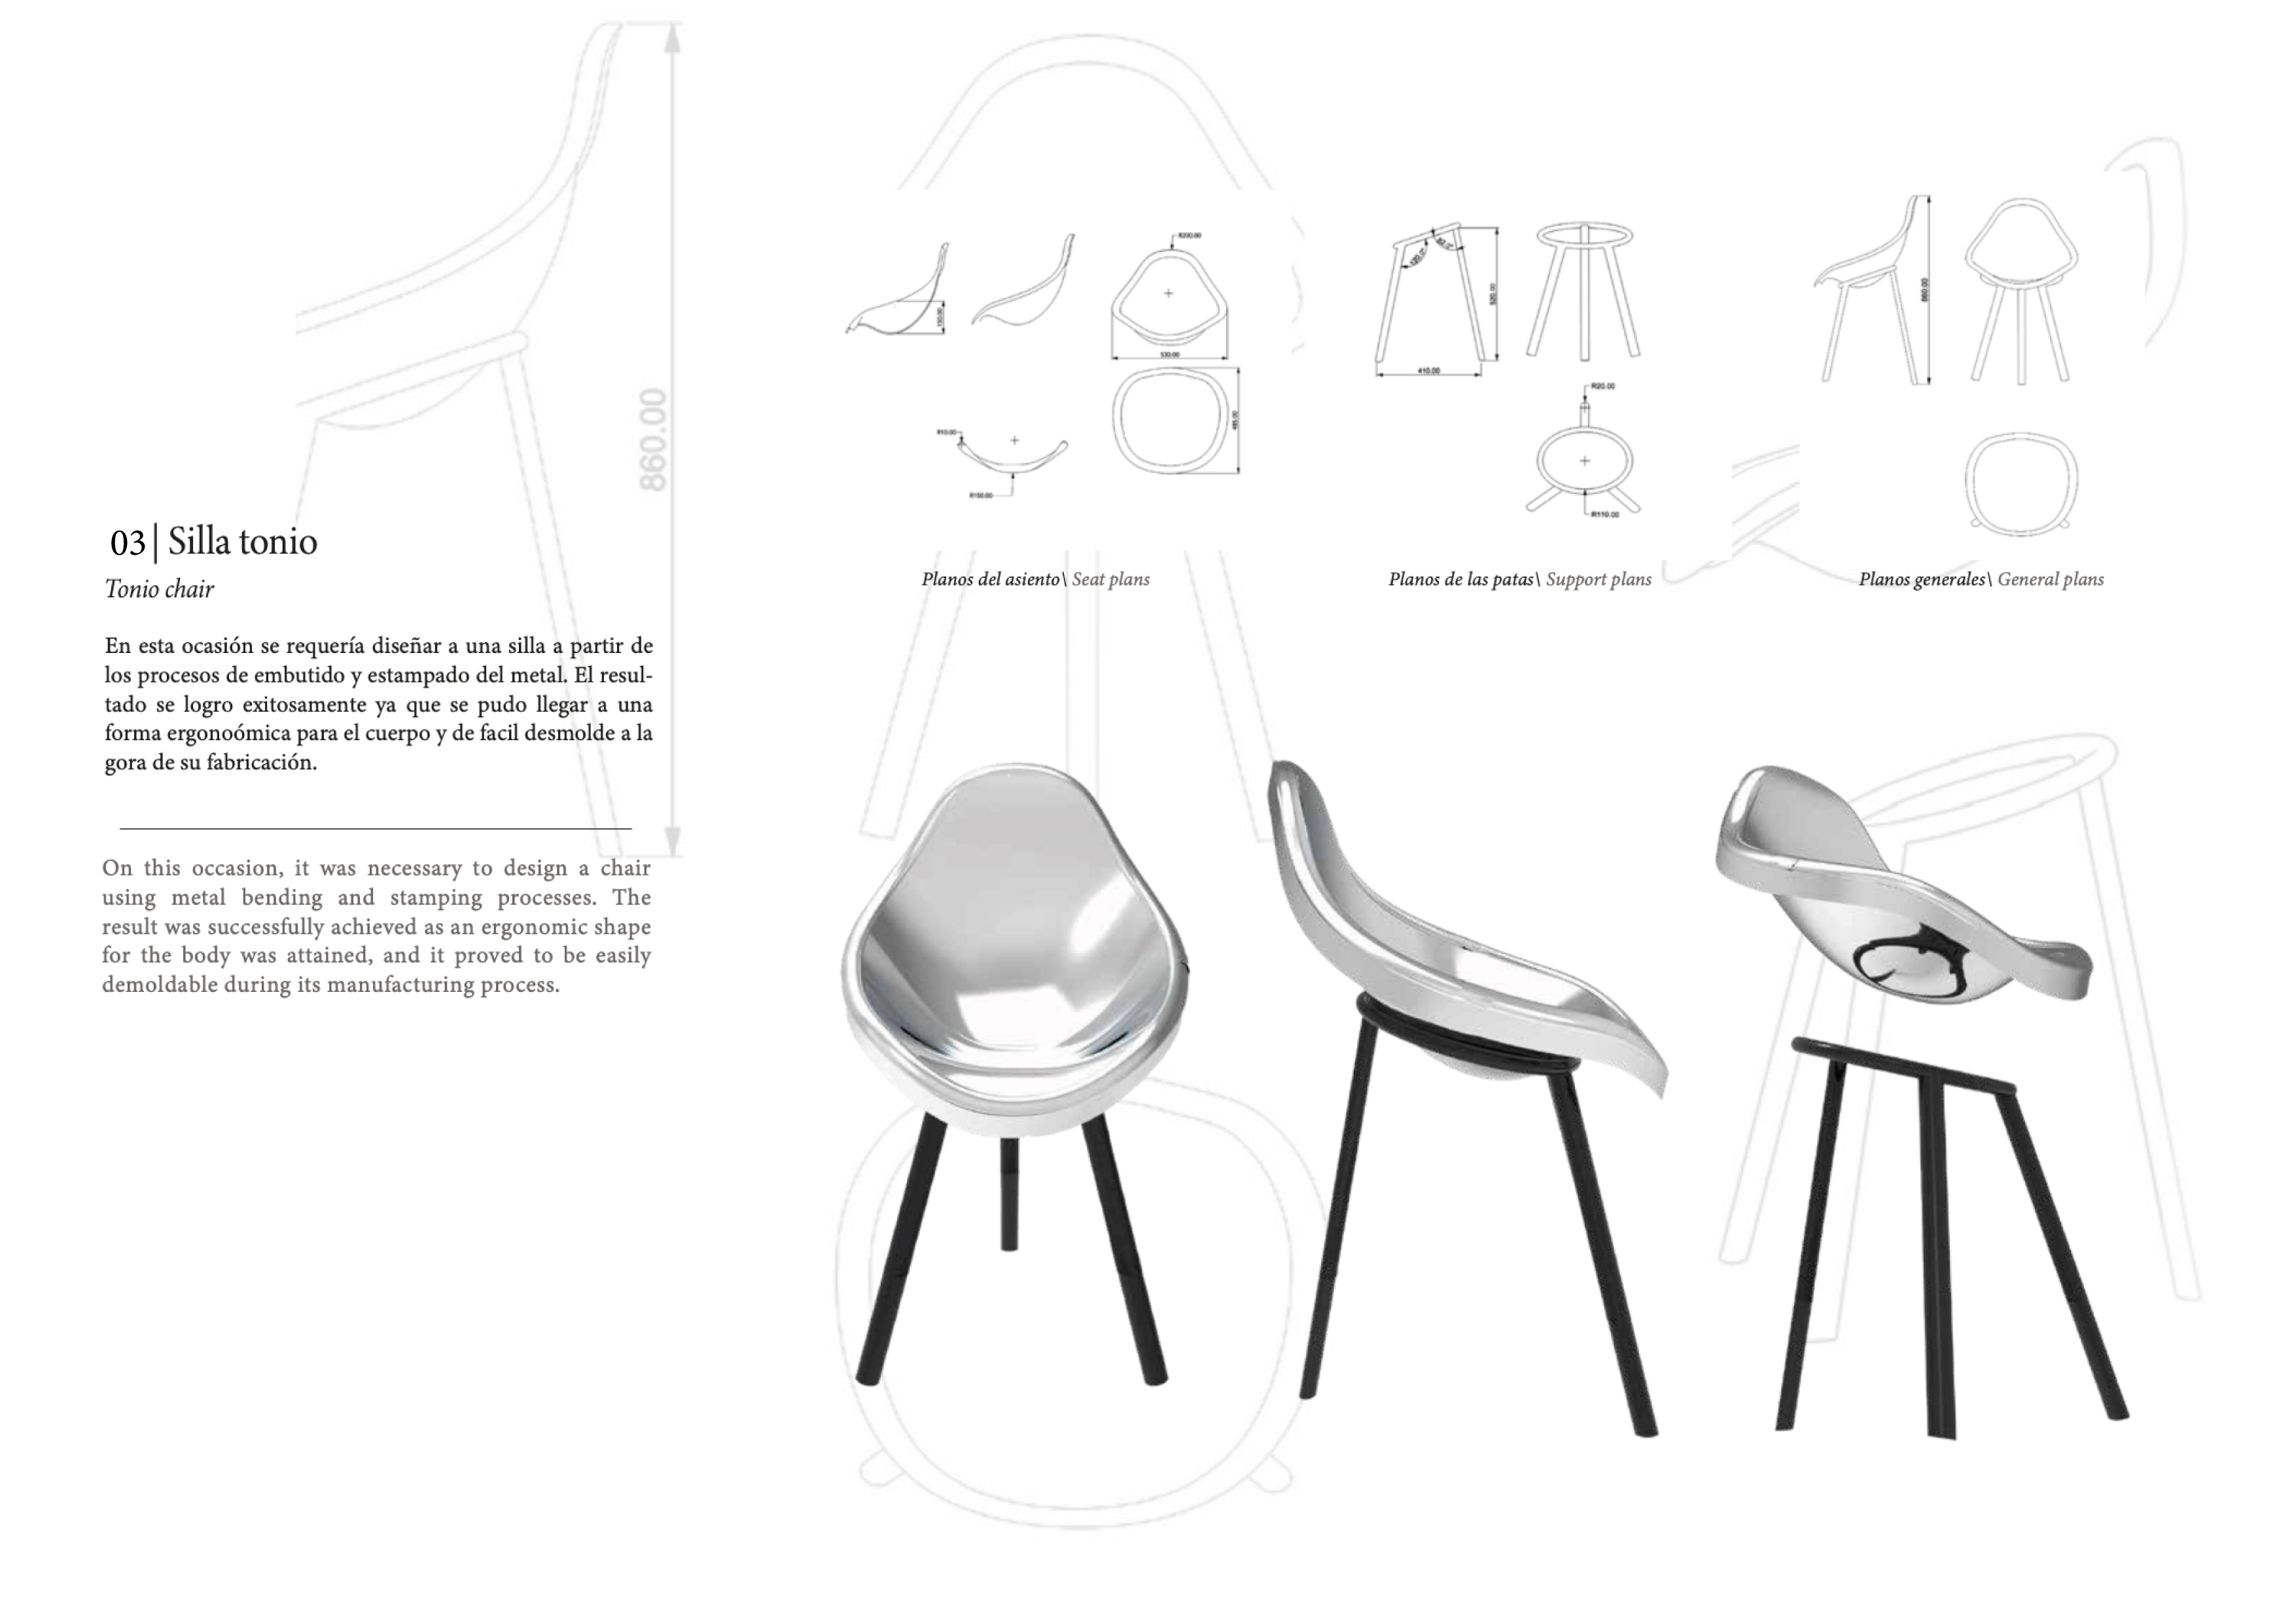 860.00
03| Silla tonio
Tonio chair
En esta ocasión se requería diseñar a una silla a partir de
los procesos de embutido y estampado del metal. El resul-
tado se logro exitosamente ya que se pudo llegar a una
forma ergonoómica para el cuerpo y de facil desmolde a la
gora de su fabricación.
On this occasion, it was necessary to design a chair
using metal bending and stamping processes. The
result was successfully achieved as an ergonomic shape
for the body was attained, and it proved to be easily
demoldable during its manufacturing process.
R200.00
530.00
R10.00
R150.00
Planos del asiento\ Seat plans
520.00
410.00
R20.00
R110.00
Planos de las patas\ Support plans
860.00
Planos generales\ General plans